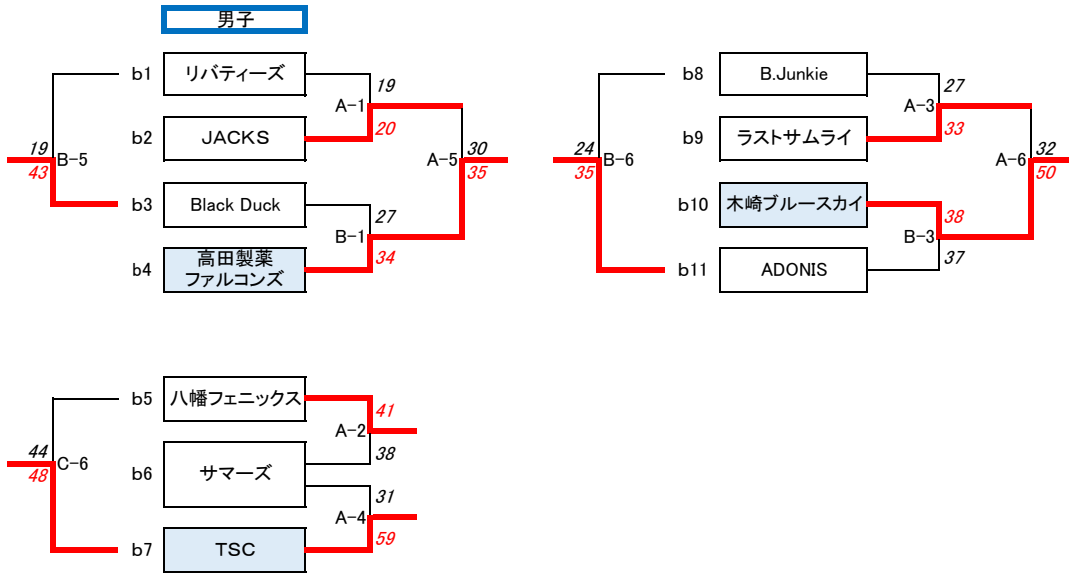 男子
b1
リバティーズ
19
A-1
b2
JACKS
20
19
B-5
43
A-5
30
35
b3
Black Duck
27
B-1
b4
高田製薬
ファルコンズ
34
b8
B.Junkie
27
A-3
b9
ラストサムライ
33
24
B-6
35
A-6
32
50
b10
木崎ブルースカイ
38
B-3
b11
ADONIS
37
b5
八幡フェニックス
41
A-2
38
44
C-6
48
b6
サマーズ
31
A-4
b7
TSC
59